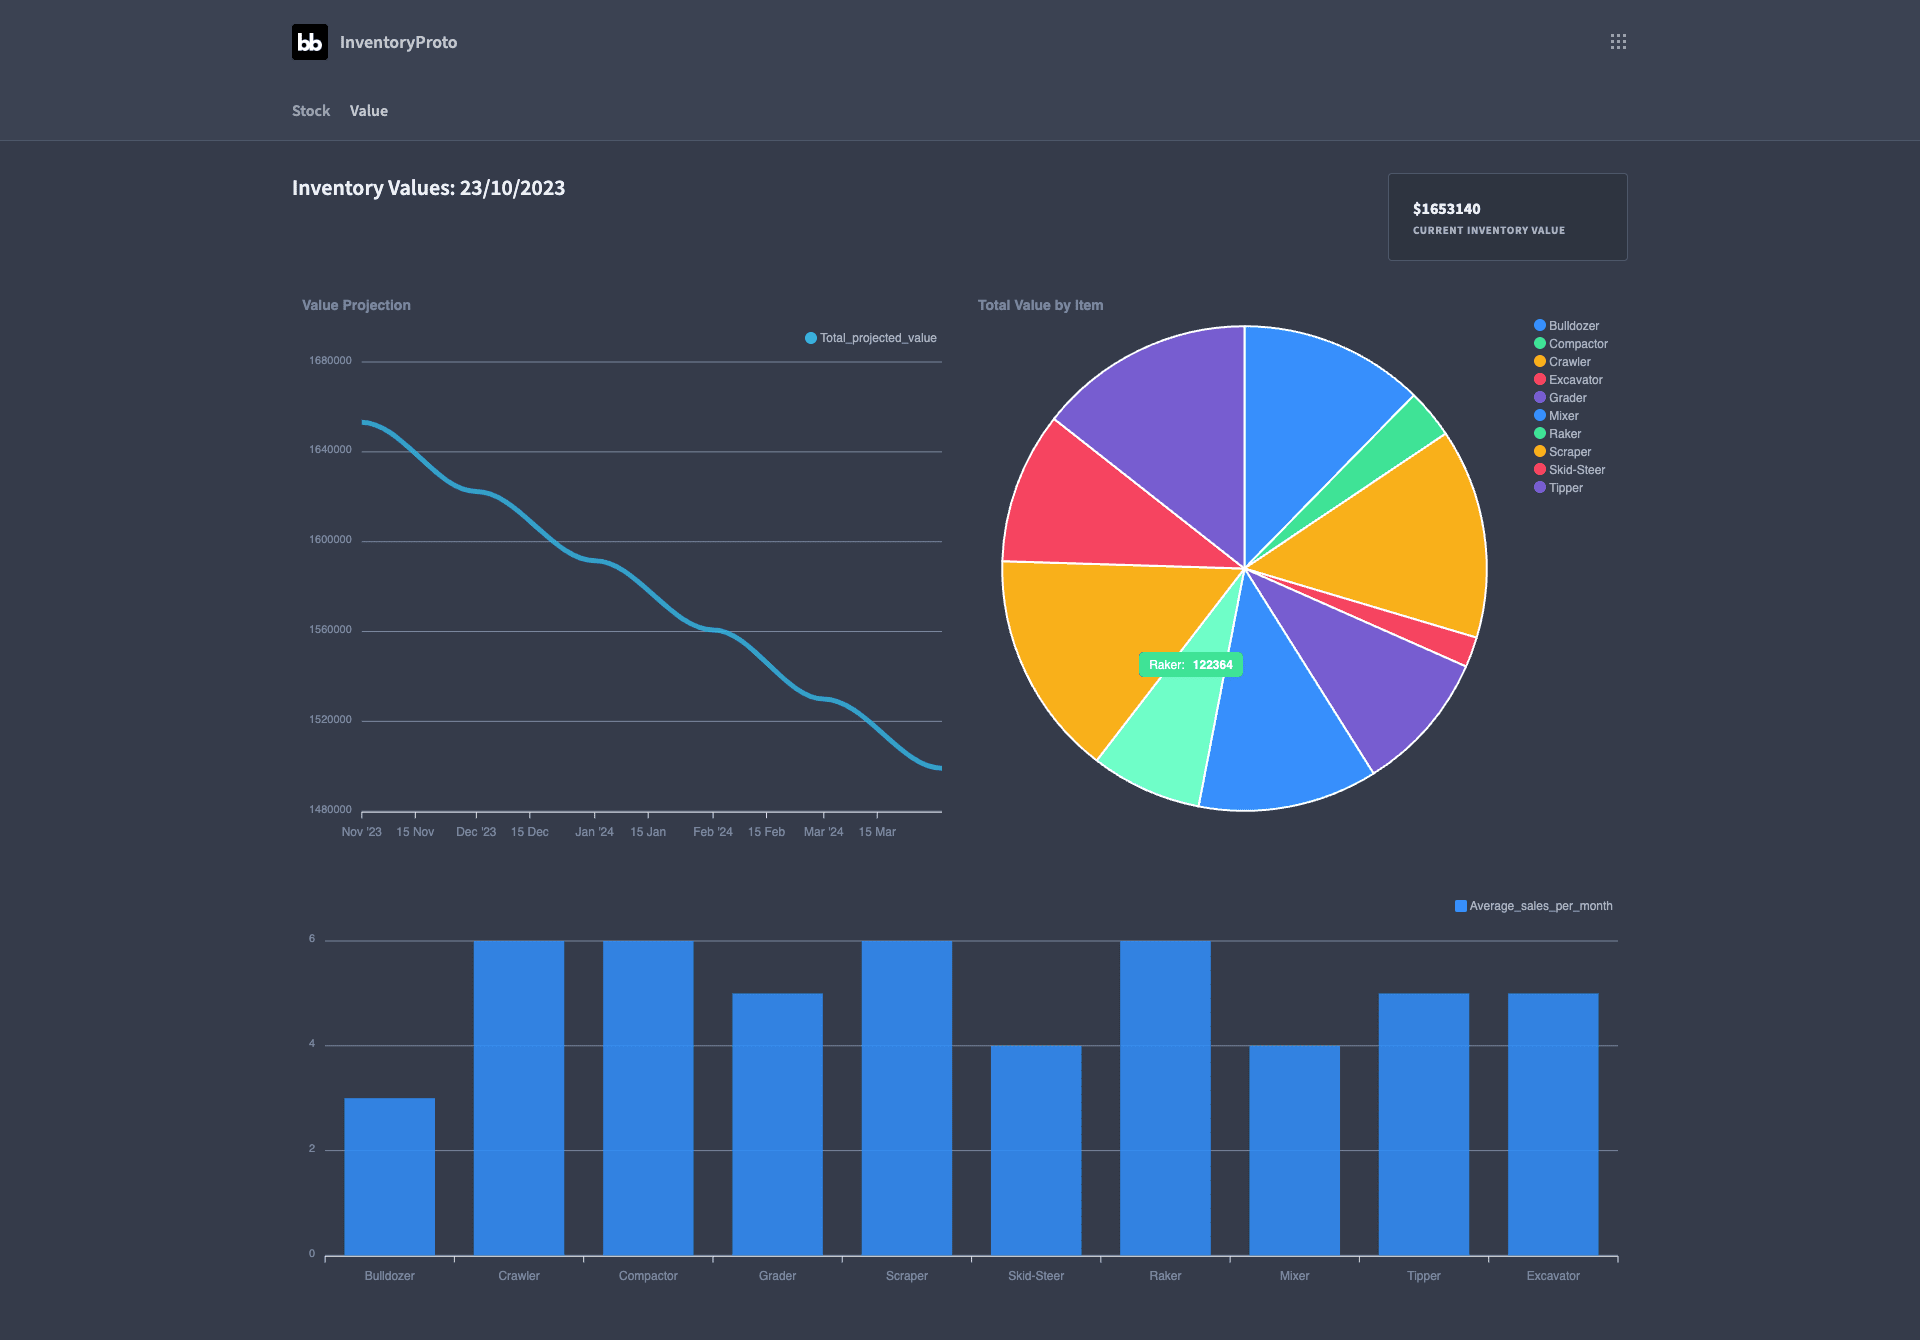 bb InventoryProto
Stock Value
Inventory Values: 23/10/2023
$1653140
CURRENT INVENTORY VALUE
Value Projection
Total_projected_value
1680000
1640000
1600000
1560000
1520000
1480000
Nov '23 15 Nov Dec '23 15 Dec Jan '24 15 Jan Feb '24 15 Feb Mar '24 15 Mar
Total Value by Item
Bulldozer
Compactor
Crawler
Excavator
Grader
Mixer
Raker
Scraper
Skid-Steer
Tipper
Raker: 122364
Average_sales_per_month
6
4
2
0
Bulldozer Crawler Compactor Grader Scraper Skid-Steer Raker Mixer Tipper Excavator